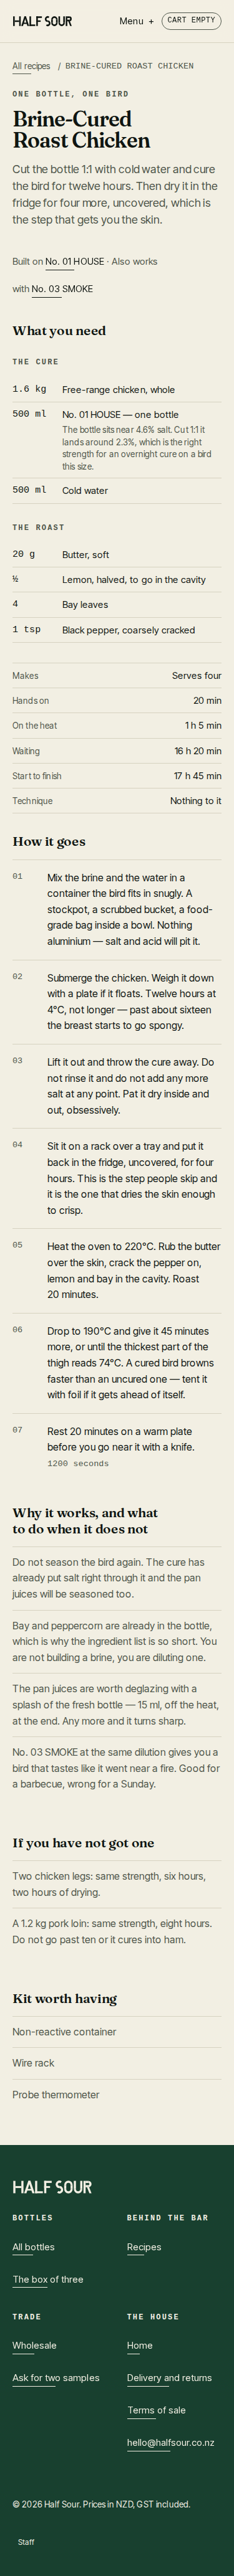 HALF SOUR
Menu +
CART EMPTY
All recipes / BRINE-CURED ROAST CHICKEN
ONE BOTTLE, ONE BIRD
Brine-Cured
Roast Chicken
Cut the bottle 1:1 with cold water and cure
the bird for twelve hours. Then dry it in the
fridge for four more, uncovered, which is
the step that gets you the skin.
Built on No. 01 HOUSE · Also works
with No. 03 SMOKE
What you need
THE CURE
1.6 kg Free-range chicken, whole
500 ml No. 01 HOUSE — one bottle
The bottle sits near 4.6% salt. Cut 1:1 it
lands around 2.3%, which is the right
strength for an overnight cure on a bird
this size.
500 ml Cold water
THE ROAST
20 g Butter, soft
½ Lemon, halved, to go in the cavity
4 Bay leaves
1 tsp Black pepper, coarsely cracked
Makes Serves four
Hands on 20 min
On the heat 1 h 5 min
Waiting 16 h 20 min
Start to finish 17 h 45 min
Technique Nothing to it
How it goes
01 Mix the brine and the water in a
container the bird fits in snugly. A
stockpot, a scrubbed bucket, a food-
grade bag inside a bowl. Nothing
aluminium — salt and acid will pit it.
02 Submerge the chicken. Weigh it down
with a plate if it floats. Twelve hours at
4°C, not longer — past about sixteen
the breast starts to go spongy.
03 Lift it out and throw the cure away. Do
not rinse it and do not add any more
salt at any point. Pat it dry inside and
out, obsessively.
04 Sit it on a rack over a tray and put it
back in the fridge, uncovered, for four
hours. This is the step people skip and
it is the one that dries the skin enough
to crisp.
05 Heat the oven to 220°C. Rub the butter
over the skin, crack the pepper on,
lemon and bay in the cavity. Roast
20 minutes.
06 Drop to 190°C and give it 45 minutes
more, or until the thickest part of the
thigh reads 74°C. A cured bird browns
faster than an uncured one — tent it
with foil if it gets ahead of itself.
07 Rest 20 minutes on a warm plate
before you go near it with a knife.
1200 seconds
Why it works, and what
to do when it does not
Do not season the bird again. The cure has
already put salt right through it and the pan
juices will be seasoned too.
Bay and peppercorn are already in the bottle,
which is why the ingredient list is so short. You
are not building a brine, you are diluting one.
The pan juices are worth deglazing with a
splash of the fresh bottle — 15 ml, off the heat,
at the end. Any more and it turns sharp.
No. 03 SMOKE at the same dilution gives you a
bird that tastes like it went near a fire. Good for
a barbecue, wrong for a Sunday.
If you have not got one
Two chicken legs: same strength, six hours,
two hours of drying.
A 1.2 kg pork loin: same strength, eight hours.
Do not go past ten or it cures into ham.
Kit worth having
Non-reactive container
Wire rack
Probe thermometer
HALF SOUR
BOTTLES
All bottles
The box of three
BEHIND THE BAR
Recipes
TRADE
Wholesale
Ask for two samples
THE HOUSE
Home
Delivery and returns
Terms of sale
hello@halfsour.co.nz
© 2026 Half Sour. Prices in NZD, GST included.
Staff